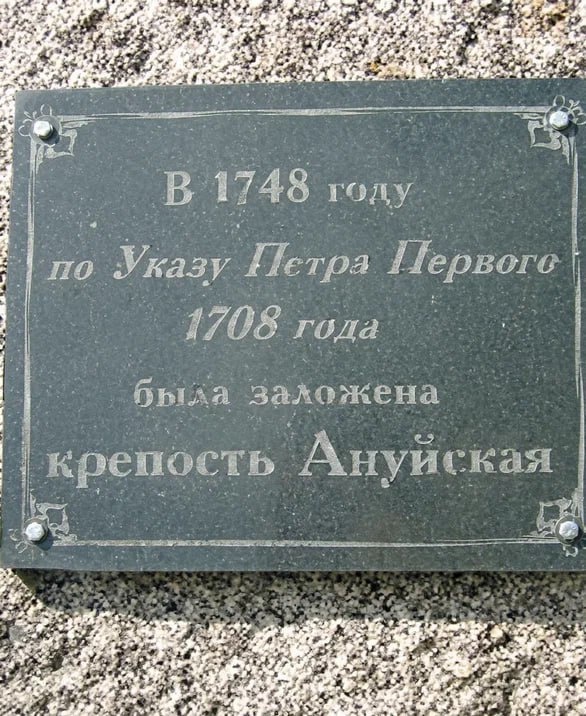 В 1748 году
по Указу Петра Первого
1708 года
была заложена
крепость Ануйская